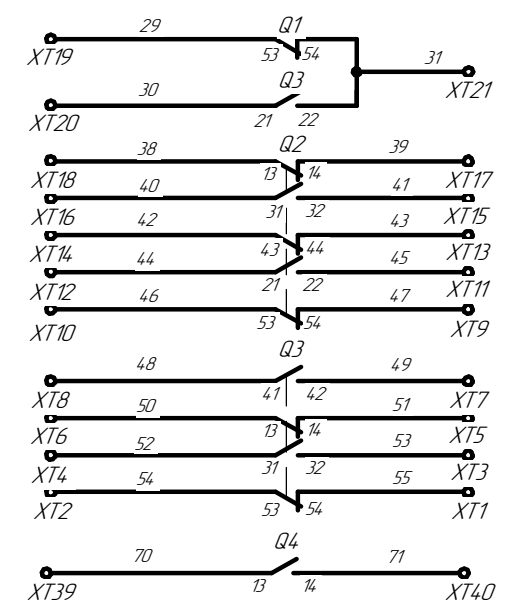 29 Q1
XT19 53 54 31
30 Q3 XT21
XT20 21 22
38 Q2 39
XT18 13 14 XT17
40 41
XT16 31 32 XT15
42 43
XT14 43 44 XT13
44 45
XT12 21 22 XT11
46 47
XT10 53 54 XT9
48 Q3 49
XT8 41 42 XT7
50 51
XT6 13 14 XT5
52 53
XT4 31 32 XT3
54 55
XT2 53 54 XT1
70 Q4 71
XT39 13 14 XT40